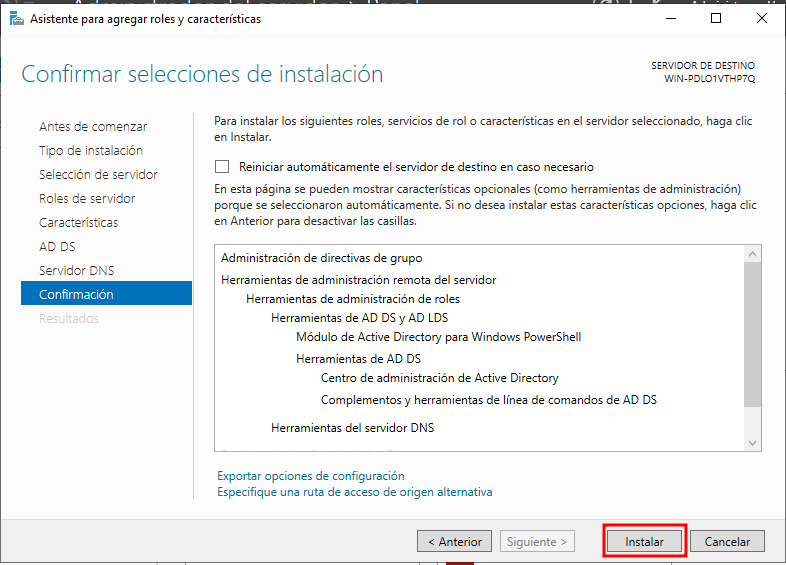 Asistente para agregar roles y características
Confirmar selecciones de instalación
SERVIDOR DE DESTINO
WIN-PDLO1VTHP7Q
Antes de comenzar
Tipo de instalación
Selección de servidor
Roles de servidor
Características
AD DS
Servidor DNS
Confirmación
Resultados
Para instalar los siguientes roles, servicios de rol o características en el servidor seleccionado, haga clic
en Instalar.
Reiniciar automáticamente el servidor de destino en caso necesario
En esta página se pueden mostrar características opcionales (como herramientas de administración)
porque se seleccionaron automáticamente. Si no desea instalar estas características opciones, haga clic
en Anterior para desactivar las casillas.
Administración de directivas de grupo
Herramientas de administración remota del servidor
Herramientas de administración de roles
Herramientas de AD DS y AD LDS
Módulo de Active Directory para Windows PowerShell
Herramientas de AD DS
Centro de administración de Active Directory
Complementos y herramientas de línea de comandos de AD DS
Herramientas del servidor DNS
Exportar opciones de configuración
Especifique una ruta de acceso de origen alternativa
< Anterior
Siguiente >
Instalar
Cancelar